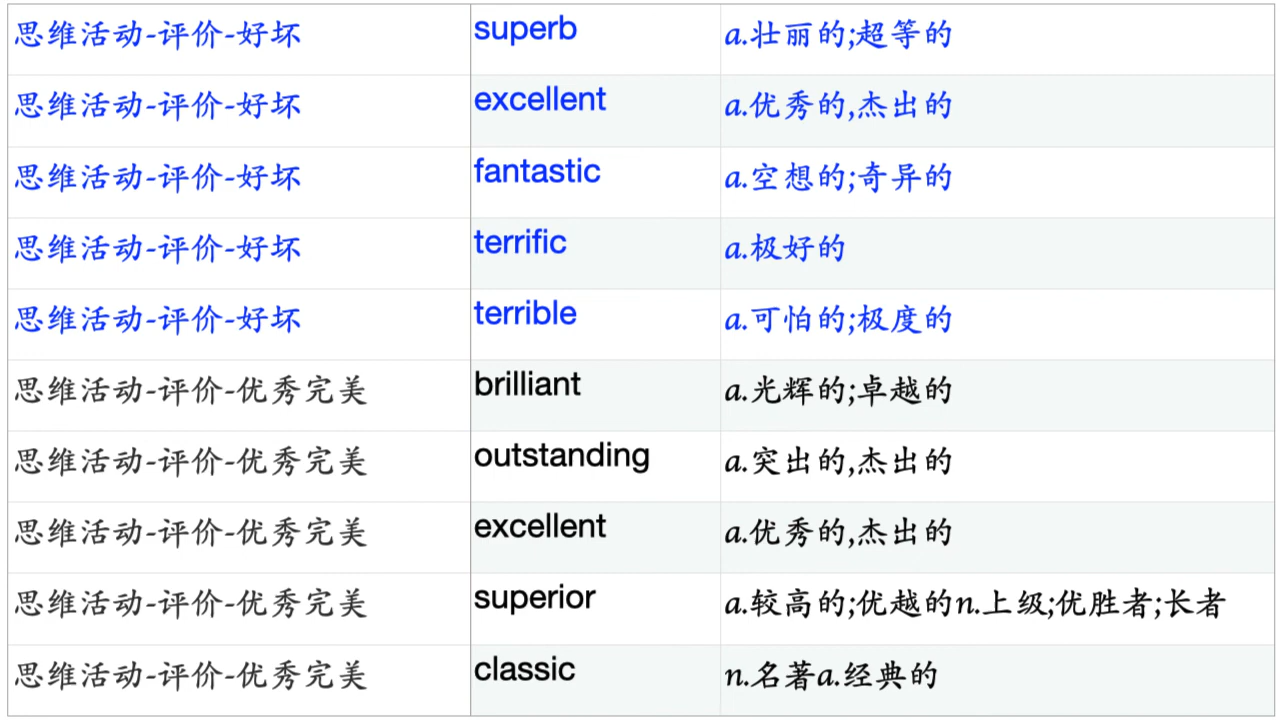 思维活动-评价-好坏 superb a.壮丽的;超等的
思维活动-评价-好坏 excellent a.优秀的,杰出的
思维活动-评价-好坏 fantastic a.空想的;奇异的
思维活动-评价-好坏 terrific a.极好的
思维活动-评价-好坏 terrible a.可怕的;极度的
思维活动-评价-优秀完美 brilliant a.光辉的;卓越的
思维活动-评价-优秀完美 outstanding a.突出的,杰出的
思维活动-评价-优秀完美 excellent a.优秀的,杰出的
思维活动-评价-优秀完美 superior a.较高的;优越的n.上级;优胜者;长者
思维活动-评价-优秀完美 classic n.名著a.经典的